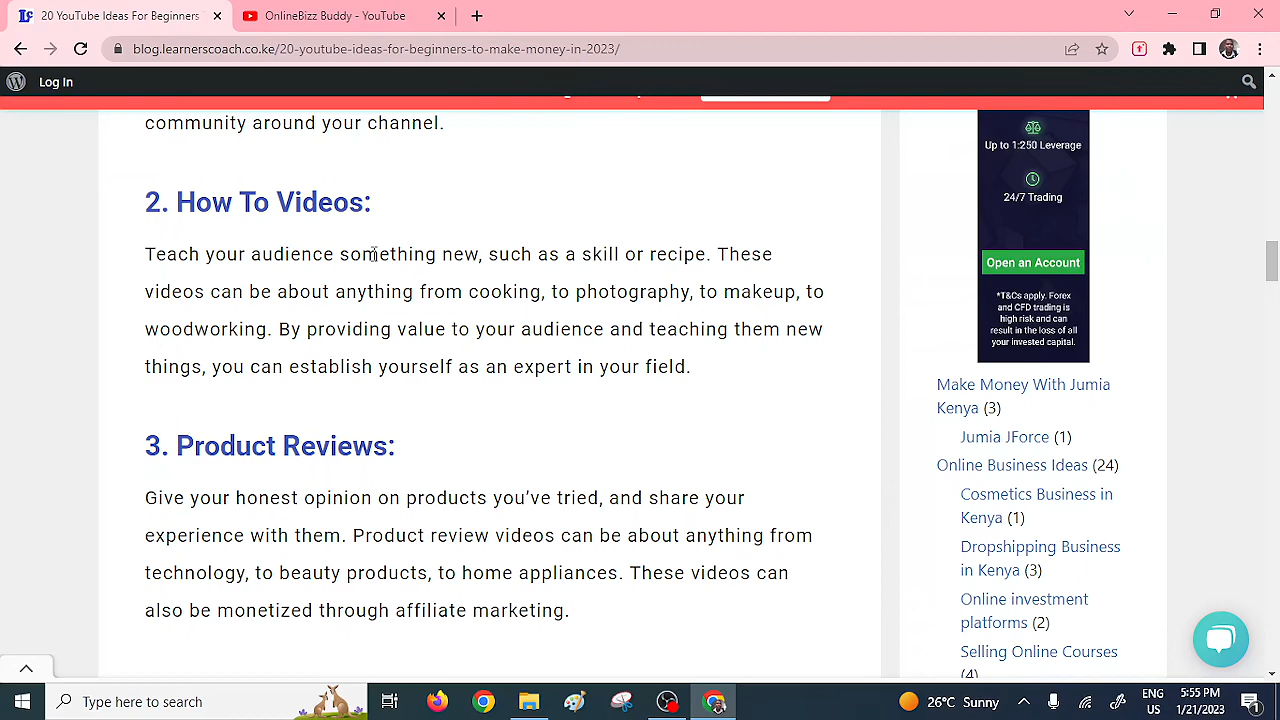 20 YouTube Ideas For Beginners
OnlineBizz Buddy - YouTube
blog.learnerscoach.co.ke/20-youtube-ideas-for-beginners-to-make-money-in-2023/
Log In
community around your channel.
2. How To Videos:
Teach your audience something new, such as a skill or recipe. These
videos can be about anything from cooking, to photography, to makeup, to
woodworking. By providing value to your audience and teaching them new
things, you can establish yourself as an expert in your field.
3. Product Reviews:
Give your honest opinion on products you've tried, and share your
experience with them. Product review videos can be about anything from
technology, to beauty products, to home appliances. These videos can
also be monetized through affiliate marketing.
Up to 1:250 Leverage
24/7 Trading
Open an Account
*T&Cs apply. Forex
and CFD trading is
high risk and can
result in the loss of all
your invested capital.
Make Money With Jumia
Kenya (3)
Jumia JForce (1)
Online Business Ideas (24)
Cosmetics Business in
Kenya (1)
Dropshipping Business
in Kenya (3)
Online investment
platforms (2)
Selling Online Courses
(4)
Type here to search
26°C Sunny
ENG
US
5:55 PM
1/21/2023
1